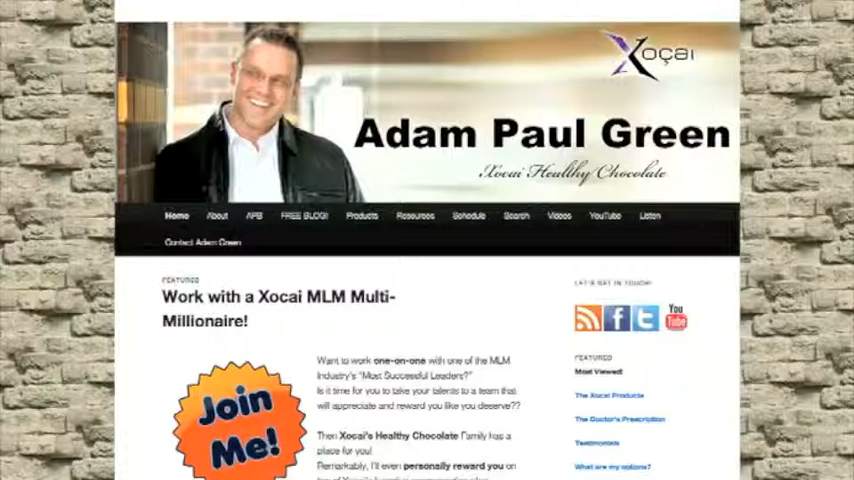 Xoçai
Adam Paul Green
Xocai Healthy Chocolate
Home About APB FREE BLOG! Products Resources Schedule Search Videos YouTube Listen
Contact Adam Green
FEATURED
Work with a Xocai MLM Multi-
Millionaire!
LET'S GET IN TOUCH!
You
Tube
Join
Me!
Want to work one-on-one with one of the MLM
Industry's "Most Successful Leaders?"
Is it time for you to take your talents to a team that
will appreciate and reward you like you deserve??
Then Xocai's Healthy Chocolate Family has a
place for you!
Remarkably, I'll even personally reward you on
FEATURED
Most Viewed!
The Xocai Products
The Doctor's Prescription
Testimonials
What are my options?